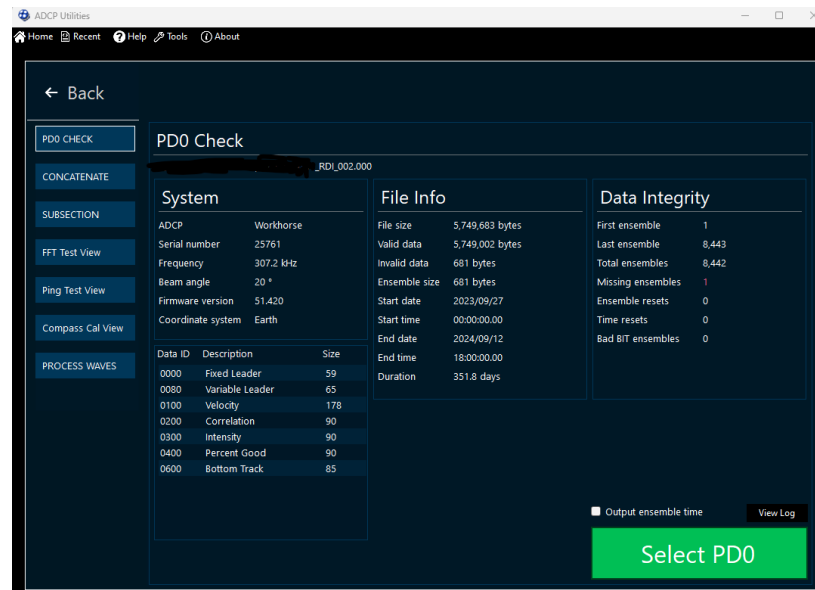 ADCP Utilities
Home Recent Help Tools About
← Back
PD0 CHECK
CONCATENATE
SUBSECTION
FFT Test View
Ping Test View
Compass Cal View
PROCESS WAVES
PD0 Check
_RDI_002.000
System
ADCP Workhorse
Serial number 25761
Frequency 307.2 kHz
Beam angle 20 °
Firmware version 51.420
Coordinate system Earth
Data ID Description Size
0000 Fixed Leader 59
0080 Variable Leader 65
0100 Velocity 178
0200 Correlation 90
0300 Intensity 90
0400 Percent Good 90
0600 Bottom Track 85
File Info
File size 5,749,683 bytes
Valid data 5,749,002 bytes
Invalid data 681 bytes
Ensemble size 681 bytes
Start date 2023/09/27
Start time 00:00:00.00
End date 2024/09/12
End time 18:00:00.00
Duration 351.8 days
Data Integrity
First ensemble 1
Last ensemble 8,443
Total ensembles 8,442
Missing ensembles 1
Ensemble resets 0
Time resets 0
Bad BIT ensembles 0
Output ensemble time
View Log
Select PD0